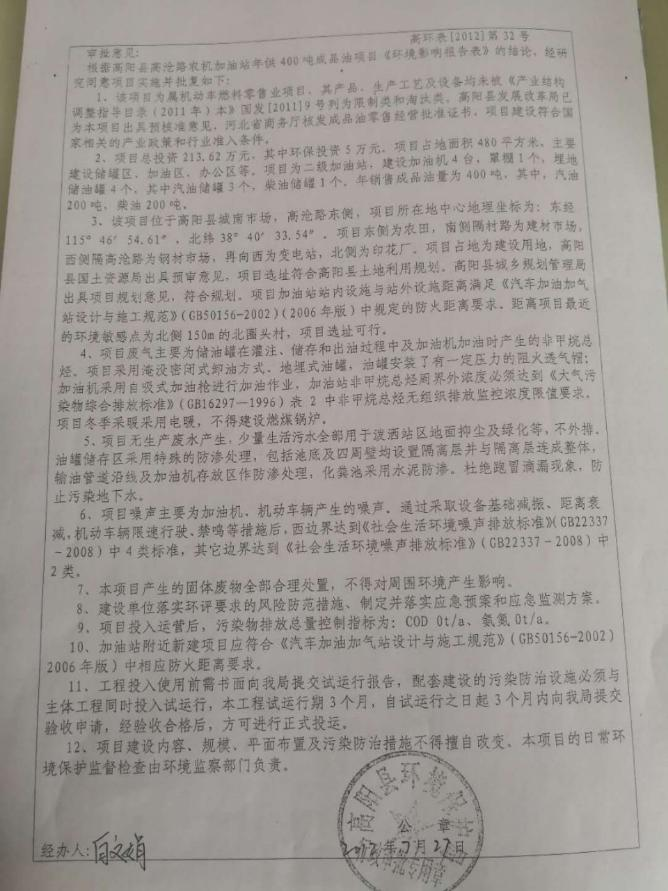 高环表[2012]第 32 号
审批意见:
根据高阳县高沧路农机加油站年供 400 吨成品油项目《环境影响报告表》的结论，经研
究同意项目实施并批复如下:
1、该项目为属机动车燃料零售业项目，其产品、生产工艺及设备均未被《产业结构
调整指导目录（2011 年）本》国发[2011]9 号列为限制类和淘汰类。高阳县发展改革局已
为本项目出具预核准意见，河北省商务厅核发成品油零售经营批准证书，项目建设符合国
家相关的产业政策和行业准入条件。
2、项目总投资 213.62 万元，其中环保投资 5 万元，项目占地面积 480 平方米，主要
建设储罐区、加油区、办公区等。项目为二级加油站，建设加油机 4 台，罩棚 1 个，埋地
储油罐 4 个，其中汽油储罐 3 个，柴油储罐 1 个，年销售成品油量为 400 吨，其中，汽油
200 吨，柴油 200 吨。
3、该项目位于高阳县城南市场，高沧路东侧，项目所在地中心地理坐标为：东经
115° 46′ 54.61″，北纬 38° 40′ 33.54″。项目东侧为农田，南侧隔村路为建材市场，
西侧隔高沧路为钢材市场，再向西为变电站，北侧为印花厂。项目占地为建设用地，高阳
县国土资源局出具预审意见，项目选址符合高阳县土地利用规划。高阳县城乡规划管理局
出具项目规划意见，符合规划。项目加油站站内设施与站外设施距离满足《汽车加油加气
站设计与施工规范》(GB50156-2002)（2006 年版）中规定的防火距离要求。距离项目最近
的环境敏感点为北侧 150m 的北圈头村，项目选址可行。
4、项目废气主要为储油罐在灌注、储存和出油过程中及加油机加油时产生的非甲烷总
烃。项目采用淹没密闭式卸油方式、地埋式油罐，油罐安装了有一定压力的阻火透气帽；
加油机采用自吸式加油枪进行加油作业，加油站非甲烷总烃周界外浓度必须达到《大气污
染物综合排放标准》（GB16297—1996）表 2 中非甲烷总烃无组织排放监控浓度限值要求。
项目冬季采暖采用电暖，不得建设燃煤锅炉。
5、项目无生产废水产生，少量生活污水全部用于泼洒站区地面抑尘及绿化等，不外排。
油罐储存区采用特殊的防渗处理，包括池底及四周壁均设置隔离层并与隔离层连成整体，
输油管道沿线及加油机存放区作防渗处理，化粪池采用水泥防渗。杜绝跑冒滴漏现象，防
止污染地下水。
6、项目噪声主要为加油机、机动车辆产生的噪声。通过采取设备基础减振、距离衰
减，机动车辆限速行驶、禁鸣等措施后，西边界达到《社会生活环境噪声排放标准》(GB22337
－2008）中 4 类标准，其它边界达到《社会生活环境噪声排放标准》（GB22337－2008）中
2 类。
7、本项目产生的固体废物全部合理处置，不得对周围环境产生影响。
8、建设单位落实环评要求的风险防范措施、制定并落实应急预案和应急监测方案。
9、项目投入运营后，污染物排放总量控制指标为：COD 0t/a、氨氮 0t/a。
10、加油站附近新建项目应符合《汽车加油加气站设计与施工规范》(GB50156-2002)
2006 年版）中相应防火距离要求。
11、工程投入使用前需书面向我局提交试运行报告，配套建设的污染防治设施必须与
主体工程同时投入试运行，本工程试运行期 3 个月，自试运行之日起 3 个月内向我局提交
验收申请，经验收合格后，方可进行正式投运。
12、项目建设内容、规模、平面布置及污染防治措施不得擅自改变。本项目的日常环
境保护监督检查由环境监察部门负责。
高阳县环境保护局
行政审批专用章
公 章
2012 年 7 月 27 日
经办人: 白文娟